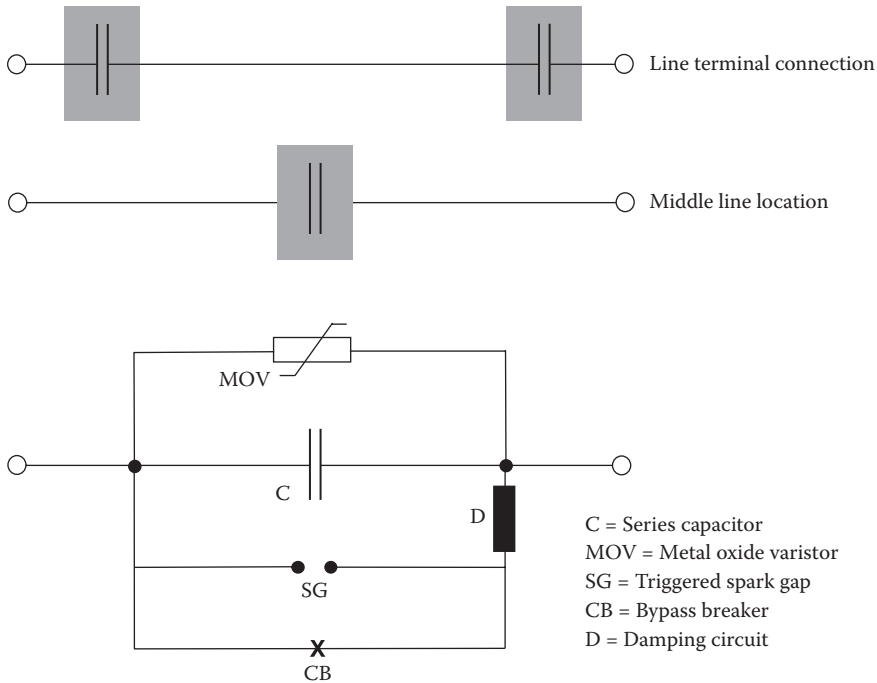 Line terminal connection
Middle line location
MOV
C
D
SG
CB
C = Series capacitor
MOV = Metal oxide varistor
SG = Triggered spark gap
CB = Bypass breaker
D = Damping circuit